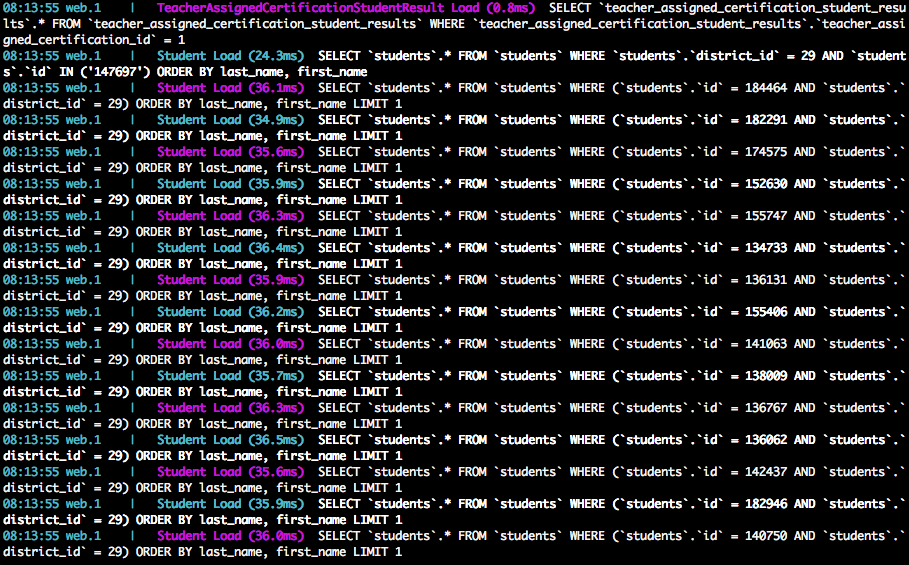 08:13:55 web.1    |   TeacherAssignedCertificationStudentResult Load (0.8ms)  SELECT `teacher_assigned_certification_student_resu
lts`.* FROM `teacher_assigned_certification_student_results` WHERE `teacher_assigned_certification_student_results`.`teacher_assi
gned_certification_id` = 1
08:13:55 web.1    |   Student Load (24.3ms)  SELECT `students`.* FROM `students` WHERE `students`.`district_id` = 29 AND `student
s`.`id` IN ('147697') ORDER BY last_name, first_name
08:13:55 web.1    |   Student Load (36.1ms)  SELECT `students`.* FROM `students` WHERE (`students`.`id` = 184464 AND `students`.`
district_id` = 29) ORDER BY last_name, first_name LIMIT 1
08:13:55 web.1    |   Student Load (34.9ms)  SELECT `students`.* FROM `students` WHERE (`students`.`id` = 182291 AND `students`.`
district_id` = 29) ORDER BY last_name, first_name LIMIT 1
08:13:55 web.1    |   Student Load (35.6ms)  SELECT `students`.* FROM `students` WHERE (`students`.`id` = 174575 AND `students`.`
district_id` = 29) ORDER BY last_name, first_name LIMIT 1
08:13:55 web.1    |   Student Load (35.9ms)  SELECT `students`.* FROM `students` WHERE (`students`.`id` = 152630 AND `students`.`
district_id` = 29) ORDER BY last_name, first_name LIMIT 1
08:13:55 web.1    |   Student Load (36.3ms)  SELECT `students`.* FROM `students` WHERE (`students`.`id` = 155747 AND `students`.`
district_id` = 29) ORDER BY last_name, first_name LIMIT 1
08:13:55 web.1    |   Student Load (36.4ms)  SELECT `students`.* FROM `students` WHERE (`students`.`id` = 134733 AND `students`.`
district_id` = 29) ORDER BY last_name, first_name LIMIT 1
08:13:55 web.1    |   Student Load (35.9ms)  SELECT `students`.* FROM `students` WHERE (`students`.`id` = 136131 AND `students`.`
district_id` = 29) ORDER BY last_name, first_name LIMIT 1
08:13:55 web.1    |   Student Load (36.2ms)  SELECT `students`.* FROM `students` WHERE (`students`.`id` = 155406 AND `students`.`
district_id` = 29) ORDER BY last_name, first_name LIMIT 1
08:13:55 web.1    |   Student Load (36.0ms)  SELECT `students`.* FROM `students` WHERE (`students`.`id` = 141063 AND `students`.`
district_id` = 29) ORDER BY last_name, first_name LIMIT 1
08:13:55 web.1    |   Student Load (35.7ms)  SELECT `students`.* FROM `students` WHERE (`students`.`id` = 138009 AND `students`.`
district_id` = 29) ORDER BY last_name, first_name LIMIT 1
08:13:55 web.1    |   Student Load (36.3ms)  SELECT `students`.* FROM `students` WHERE (`students`.`id` = 136767 AND `students`.`
district_id` = 29) ORDER BY last_name, first_name LIMIT 1
08:13:55 web.1    |   Student Load (36.5ms)  SELECT `students`.* FROM `students` WHERE (`students`.`id` = 136062 AND `students`.`
district_id` = 29) ORDER BY last_name, first_name LIMIT 1
08:13:55 web.1    |   Student Load (35.6ms)  SELECT `students`.* FROM `students` WHERE (`students`.`id` = 142437 AND `students`.`
district_id` = 29) ORDER BY last_name, first_name LIMIT 1
08:13:55 web.1    |   Student Load (35.9ms)  SELECT `students`.* FROM `students` WHERE (`students`.`id` = 182946 AND `students`.`
district_id` = 29) ORDER BY last_name, first_name LIMIT 1
08:13:55 web.1    |   Student Load (36.0ms)  SELECT `students`.* FROM `students` WHERE (`students`.`id` = 140750 AND `students`.`
district_id` = 29) ORDER BY last_name, first_name LIMIT 1